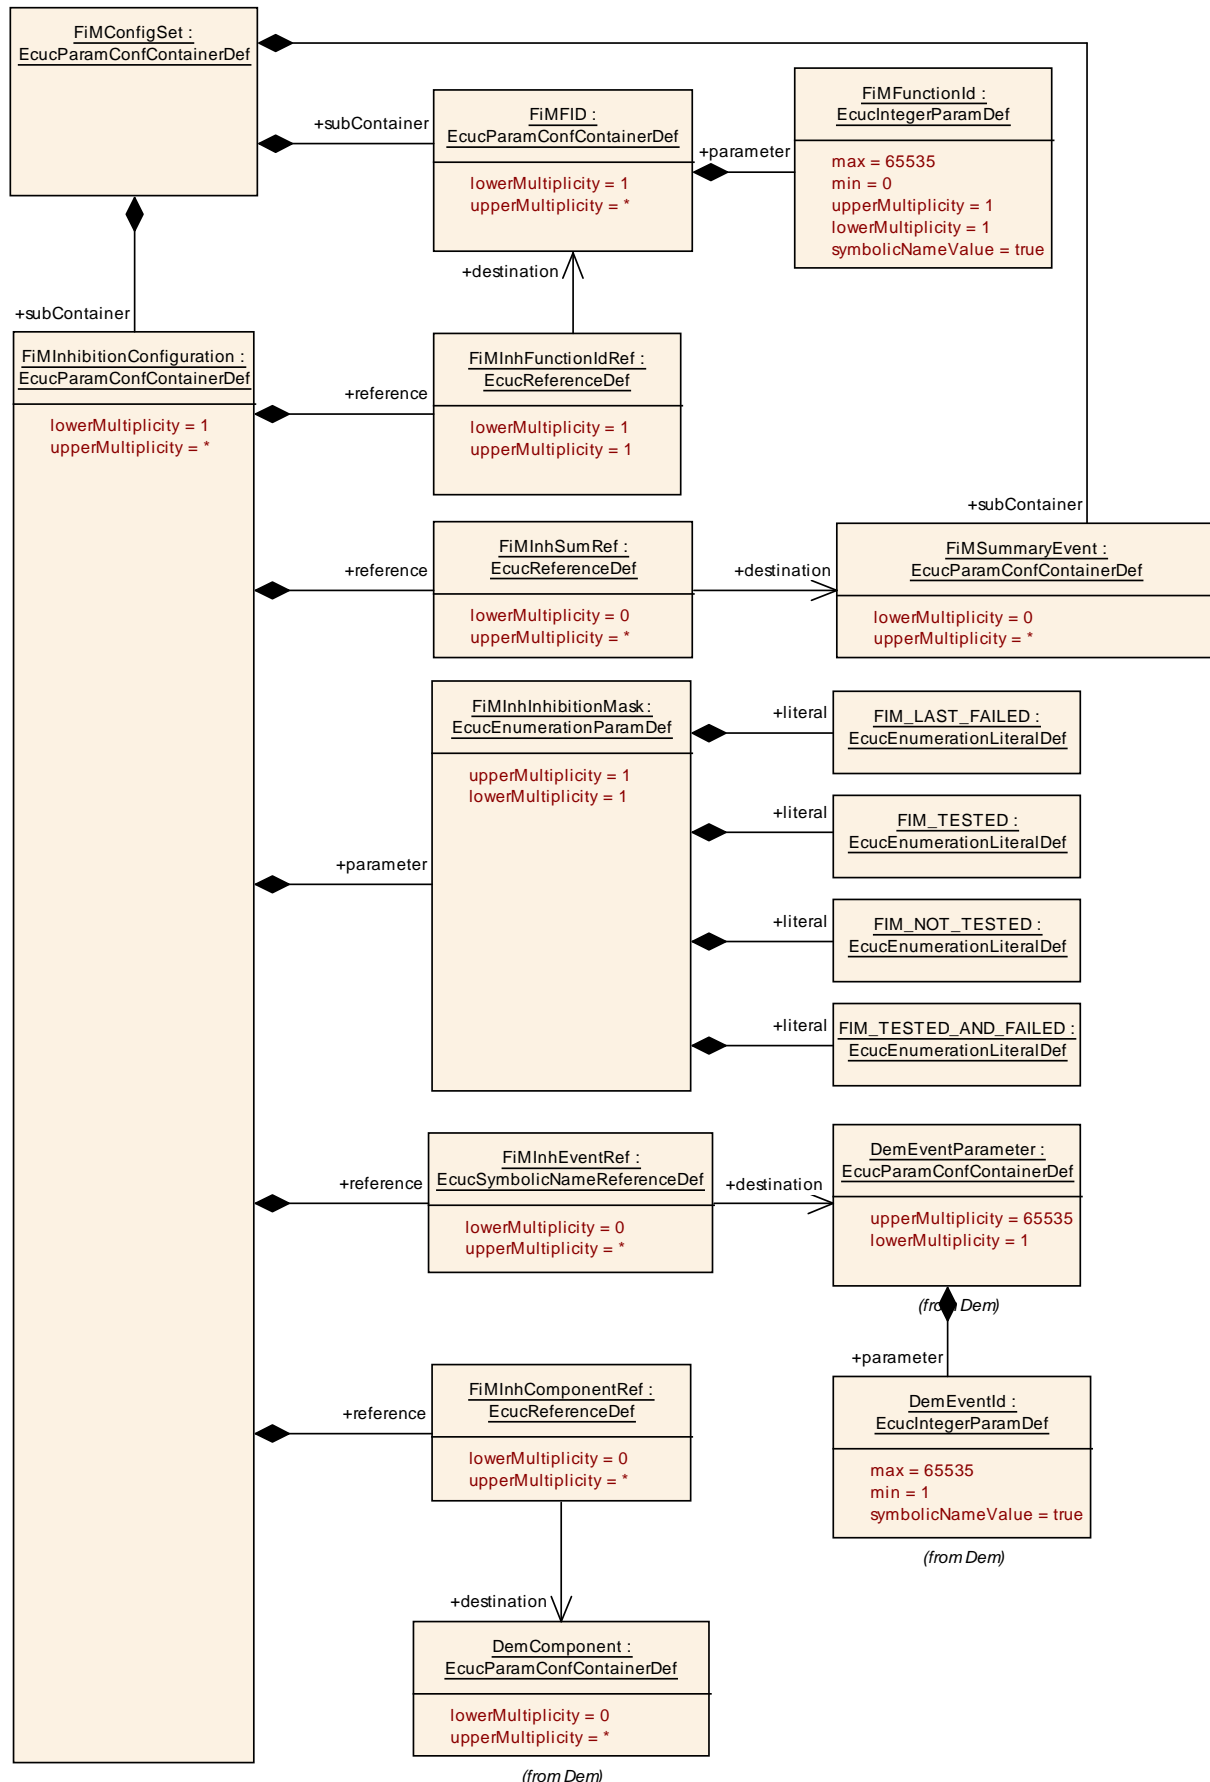 FiMConfigSet :
EcucParamConfContainerDef
+subContainer
FiMFID :
EcucParamConfContainerDef
lowerMultiplicity = 1
upperMultiplicity = *
+parameter
FiMFunctionId :
EcucIntegerParamDef
max = 65535
min = 0
upperMultiplicity = 1
lowerMultiplicity = 1
symbolicNameValue = true
+destination
+subContainer
FiMInhibitionConfiguration :
EcucParamConfContainerDef
lowerMultiplicity = 1
upperMultiplicity = *
+reference
FiMInhFunctionIdRef :
EcucReferenceDef
lowerMultiplicity = 1
upperMultiplicity = 1
+subContainer
+reference
FiMInhSumRef :
EcucReferenceDef
lowerMultiplicity = 0
upperMultiplicity = *
+destination
FiMSummaryEvent :
EcucParamConfContainerDef
lowerMultiplicity = 0
upperMultiplicity = *
+parameter
FiMInhInhibitionMask :
EcucEnumerationParamDef
upperMultiplicity = 1
lowerMultiplicity = 1
+literal
FIM_LAST_FAILED :
EcucEnumerationLiteralDef
+literal
FIM_TESTED :
EcucEnumerationLiteralDef
+literal
FIM_NOT_TESTED :
EcucEnumerationLiteralDef
+literal
FIM_TESTED_AND_FAILED :
EcucEnumerationLiteralDef
+reference
FiMInhEventRef :
EcucSymbolicNameReferenceDef
lowerMultiplicity = 0
upperMultiplicity = *
+destination
DemEventParameter :
EcucParamConfContainerDef
upperMultiplicity = 65535
lowerMultiplicity = 1
(from Dem)
+parameter
DemEventId :
EcucIntegerParamDef
max = 65535
min = 1
symbolicNameValue = true
(from Dem)
+reference
FiMInhComponentRef :
EcucReferenceDef
lowerMultiplicity = 0
upperMultiplicity = *
+destination
DemComponent :
EcucParamConfContainerDef
lowerMultiplicity = 0
upperMultiplicity = *
(from Dem)